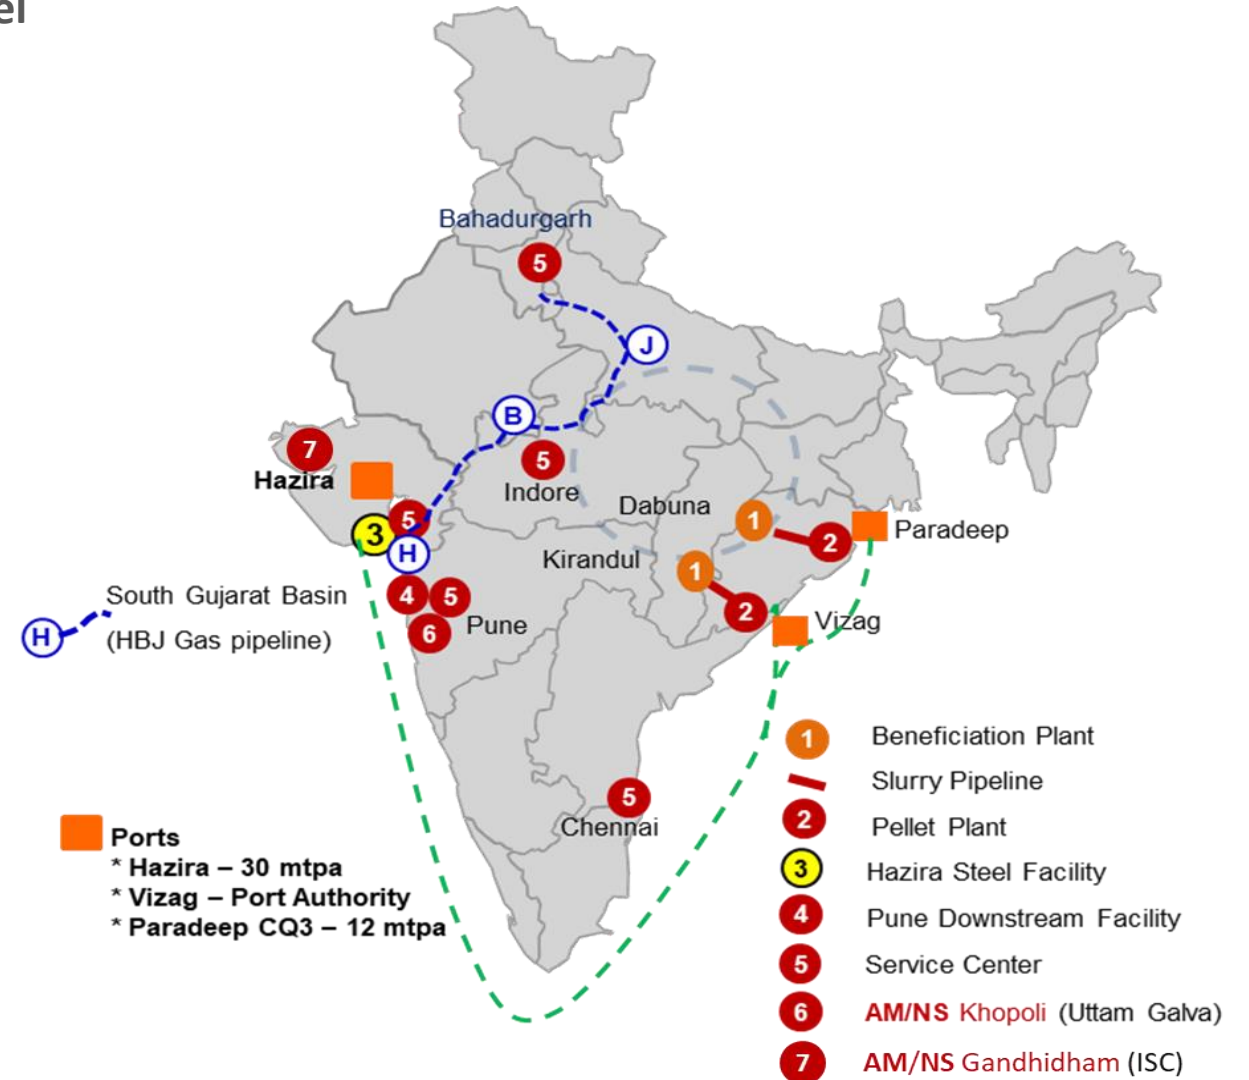 el
Bahadurgarh
5
J
B
7
Hazira
5
Indore
Dabuna
5
3
H
1
2
Paradeep
Kirandul
1
2
Vizag
4
5
6
Pune
South Gujarat Basin
H
(HBJ Gas pipeline)
5
Chennai
Ports
* Hazira – 30 mtpa
* Vizag – Port Authority
* Paradeep CQ3 – 12 mtpa
1 Beneficiation Plant
Slurry Pipeline
2 Pellet Plant
3 Hazira Steel Facility
4 Pune Downstream Facility
5 Service Center
6 AM/NS Khopoli (Uttam Galva)
7 AM/NS Gandhidham (ISC)